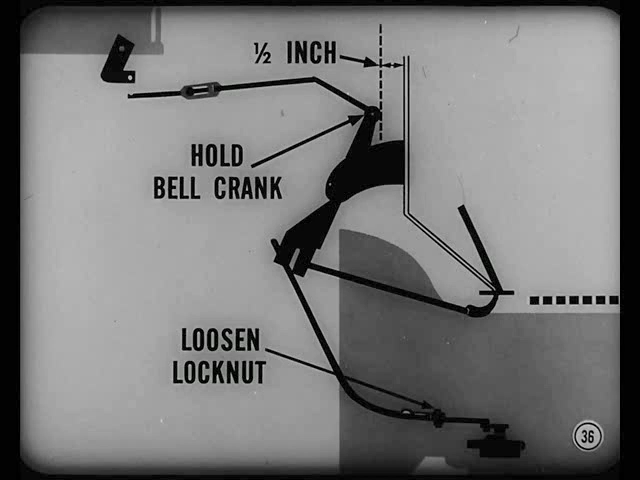 ½ INCH
HOLD
BELL CRANK
LOOSEN
LOCKNUT
36